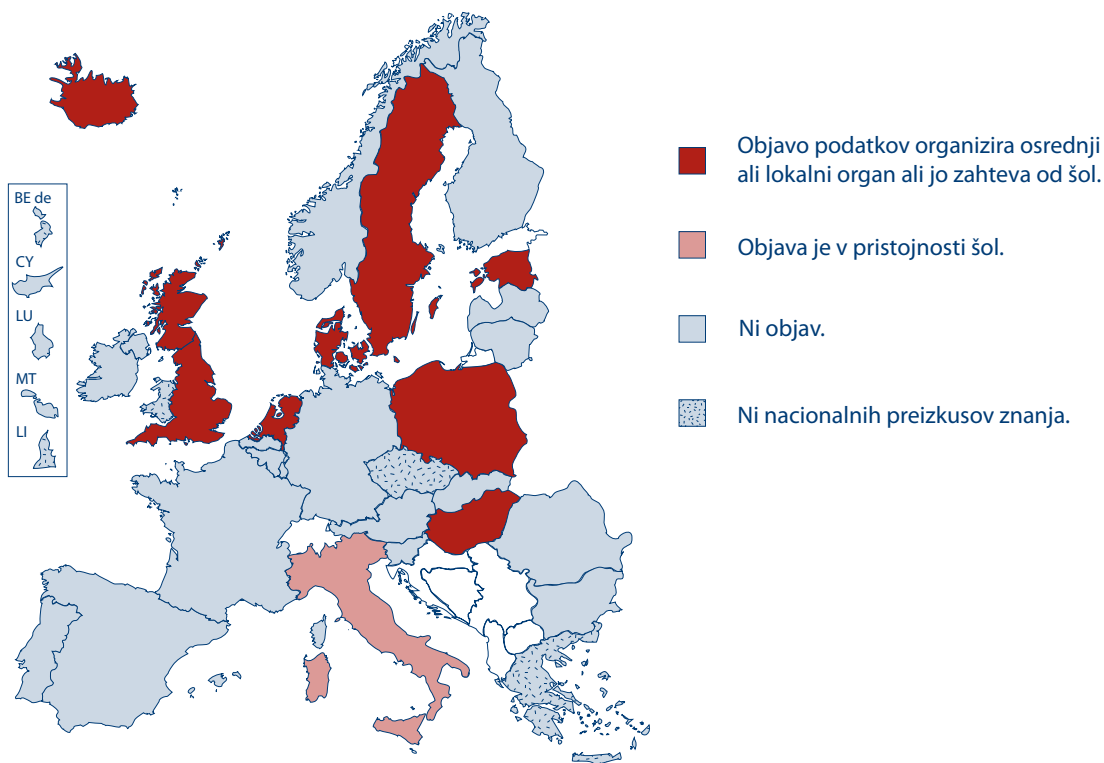 BE de
CY
LU
MT
LI
Objavo podatkov organizira osrednji
ali lokalni organ ali jo zahteva od šol.
Objava je v pristojnosti šol.
Ni objav.
Ni nacionalnih preizkusov znanja.